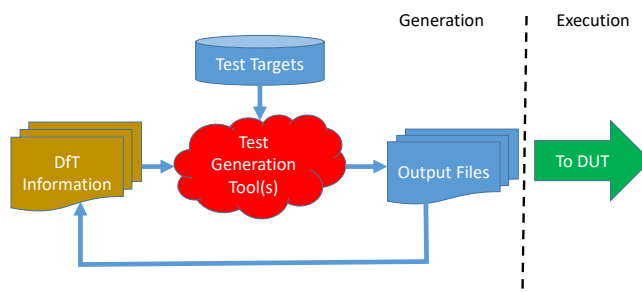 Generation
Execution
Test Targets
Test
Generation
Tool(s)
DfT
Information
Output Files
To DUT